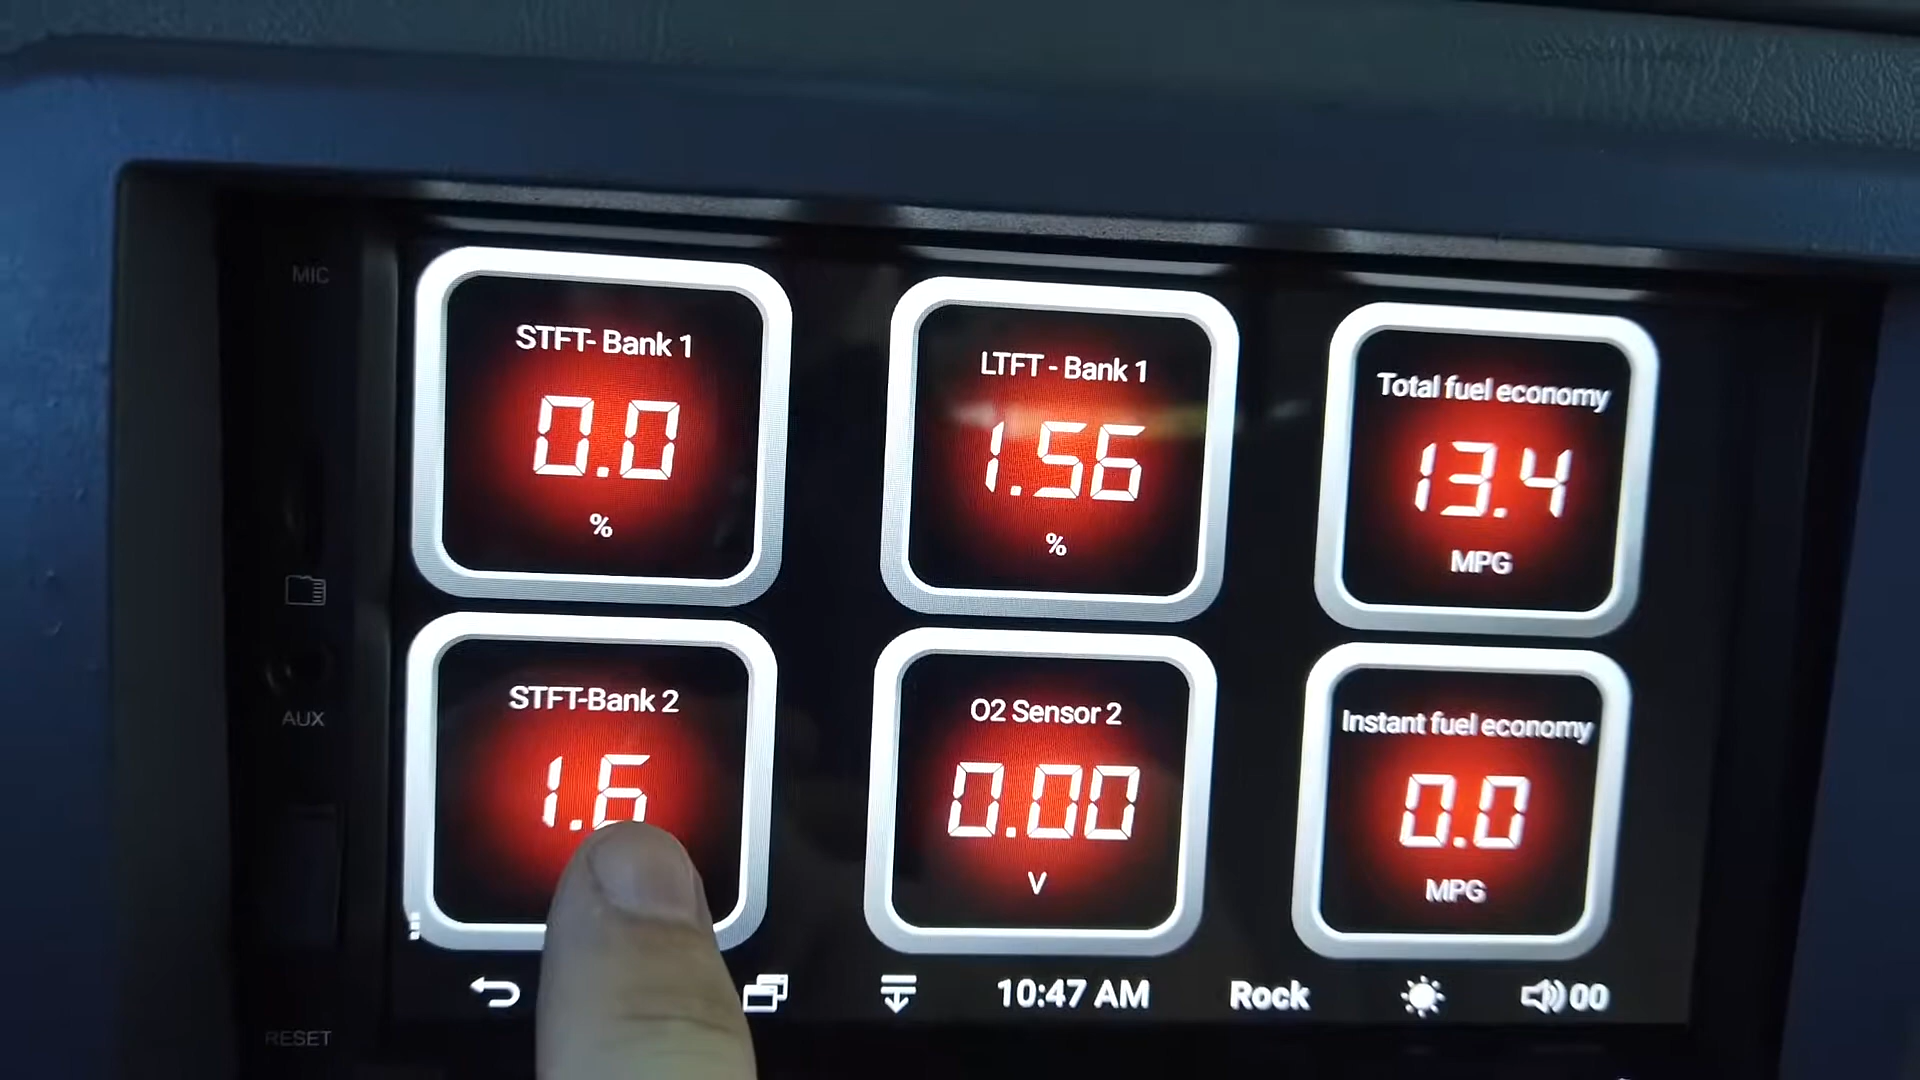 MIC
STFT- Bank 1
0.0
%
LTFT - Bank 1
1.56
%
Total fuel economy
13.4
MPG
AUX
STFT-Bank 2
1.6
O2 Sensor 2
0.00
V
Instant fuel economy
0.0
MPG
10:47 AM
Rock
00
RESET